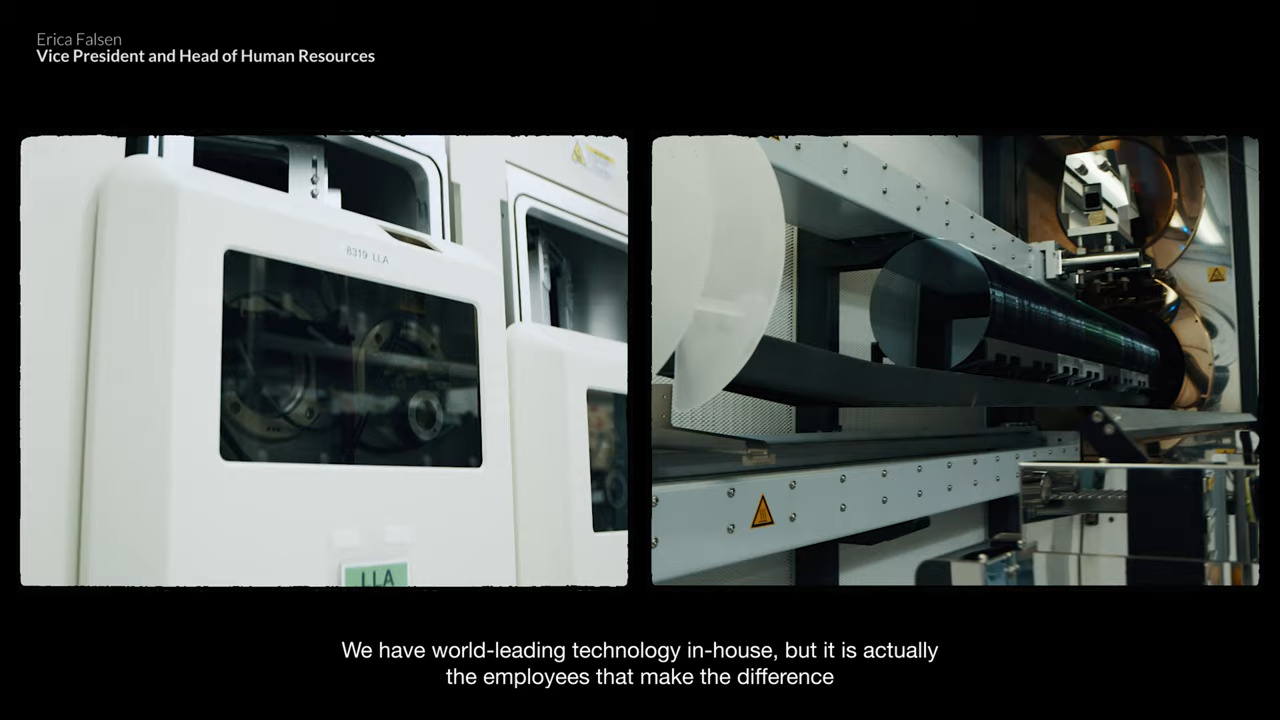 Erica Falsen
Vice President and Head of Human Resources
8319 LLA
LLA
We have world-leading technology in-house, but it is actually
the employees that make the difference